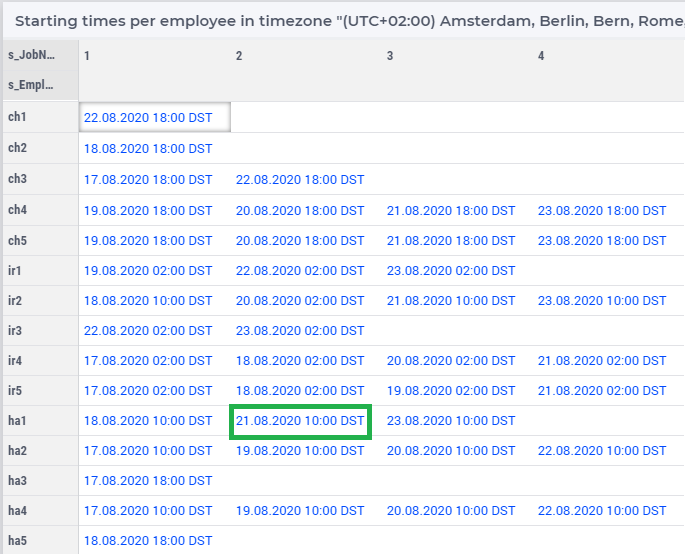 Starting times per employee in timezone "(UTC+02:00) Amsterdam, Berlin, Bern, Rome,
s_JobN... 1 2 3 4
s_Empl...
ch1 22.08.2020 18:00 DST
ch2 18.08.2020 18:00 DST
ch3 17.08.2020 18:00 DST 22.08.2020 18:00 DST
ch4 19.08.2020 18:00 DST 20.08.2020 18:00 DST 21.08.2020 18:00 DST 23.08.2020 18:00 DST
ch5 19.08.2020 18:00 DST 20.08.2020 18:00 DST 21.08.2020 18:00 DST 23.08.2020 18:00 DST
ir1 19.08.2020 02:00 DST 22.08.2020 02:00 DST 23.08.2020 02:00 DST
ir2 18.08.2020 10:00 DST 20.08.2020 02:00 DST 21.08.2020 10:00 DST 23.08.2020 10:00 DST
ir3 22.08.2020 02:00 DST 23.08.2020 02:00 DST
ir4 17.08.2020 02:00 DST 18.08.2020 02:00 DST 20.08.2020 02:00 DST 21.08.2020 02:00 DST
ir5 17.08.2020 02:00 DST 18.08.2020 02:00 DST 19.08.2020 02:00 DST 21.08.2020 02:00 DST
ha1 18.08.2020 10:00 DST 21.08.2020 10:00 DST 23.08.2020 10:00 DST
ha2 17.08.2020 10:00 DST 19.08.2020 10:00 DST 20.08.2020 10:00 DST 22.08.2020 10:00 DST
ha3 17.08.2020 18:00 DST
ha4 17.08.2020 10:00 DST 19.08.2020 10:00 DST 20.08.2020 10:00 DST 22.08.2020 10:00 DST
ha5 18.08.2020 18:00 DST